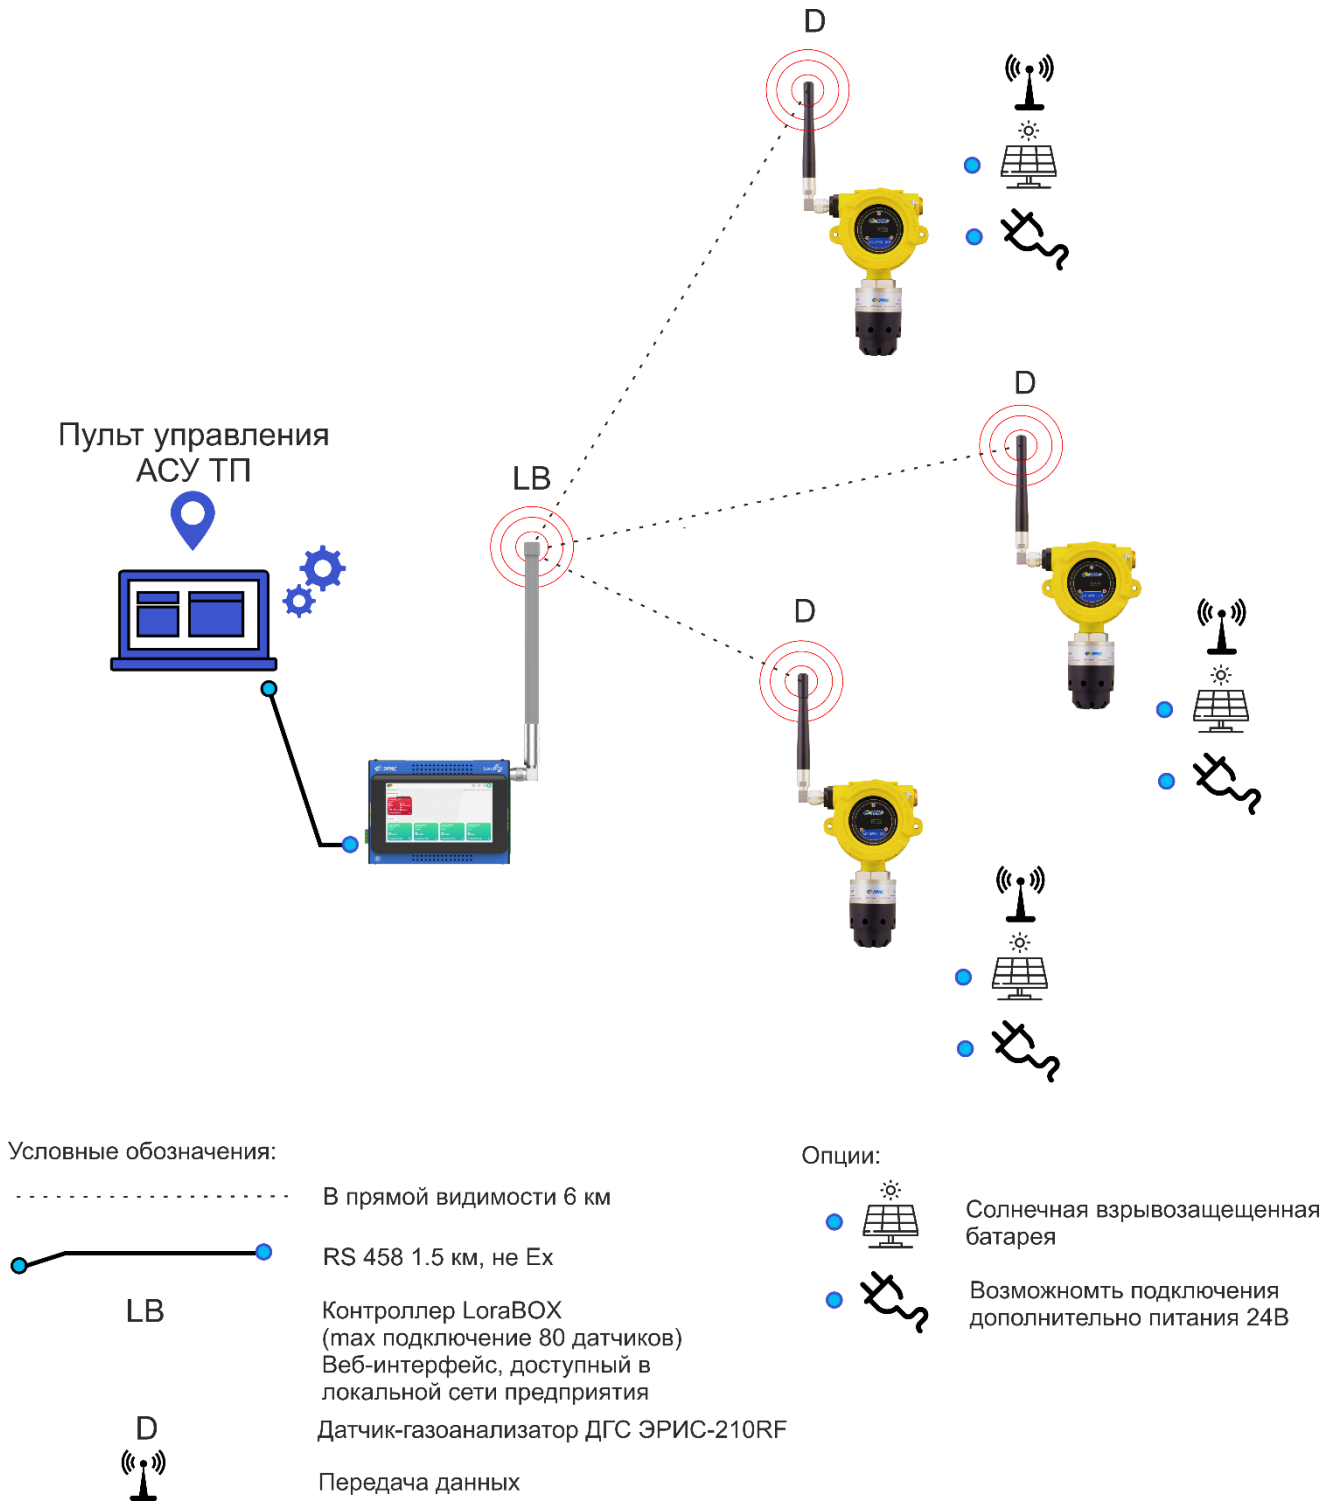 D
D
Пульт управления
АСУ ТП
LB
D
Условные обозначения:
В прямой видимости 6 км
RS 458 1.5 км, не Ex
LB
Контроллер LoraBOX
(max подключение 80 датчиков)
Веб-интерфейс, доступный в
локальной сети предприятия
D
Датчик-газоанализатор ДГС ЭРИС-210RF
Передача данных
Опции:
Солнечная взрывозащещенная
батарея
Возможномть подключения
дополнительно питания 24В